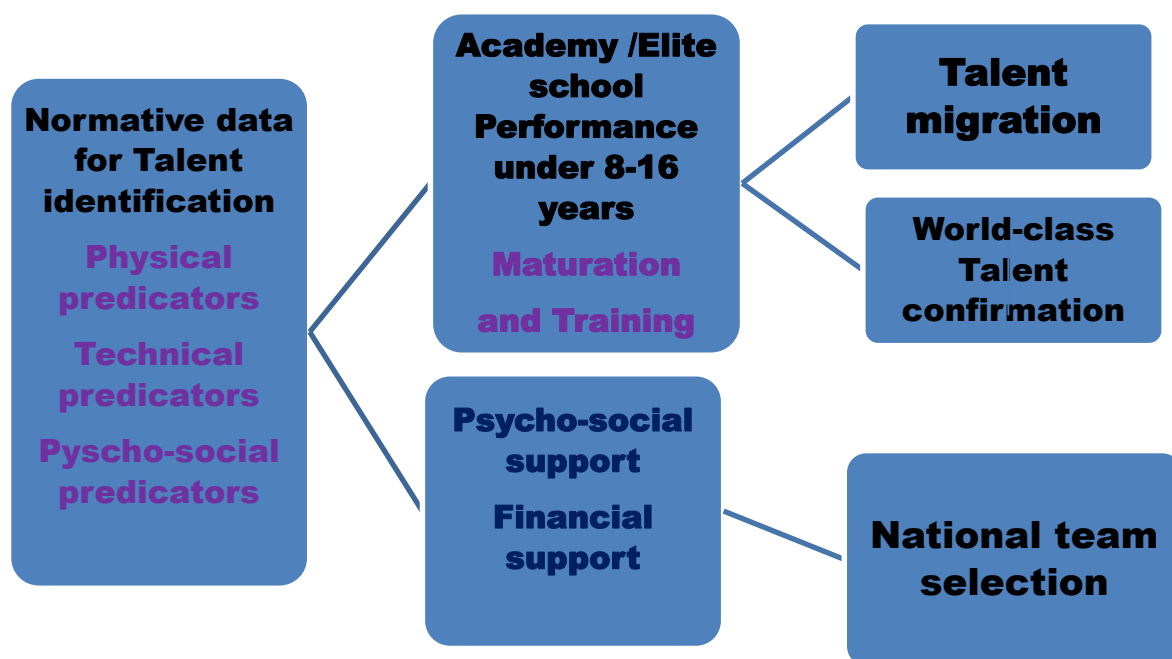 Normative data
for Talent
identification
Physical
predicators
Technical
predicators
Pyscho-social
predicators
Academy /Elite
school
Performance
under 8-16
years
Maturation
and Training
Psycho-social
support
Financial
support
Talent
migration
World-class
Talent
confirmation
National team
selection